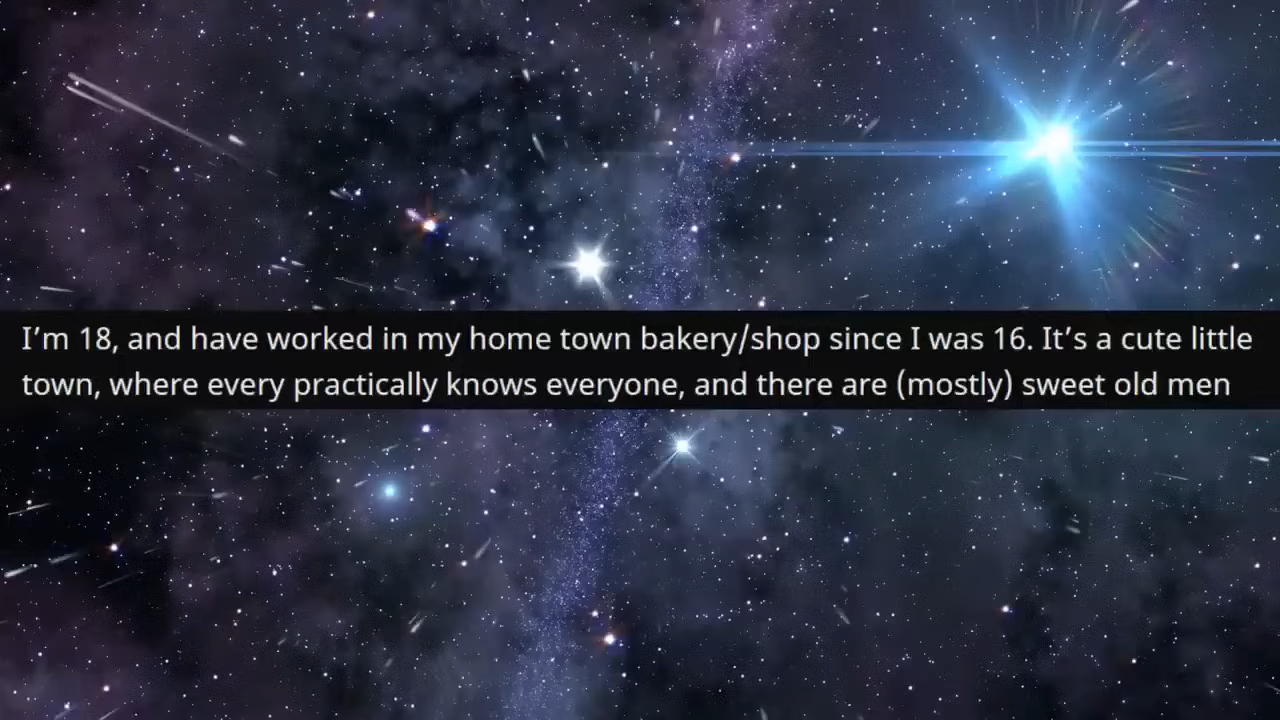 I’m 18, and have worked in my home town bakery/shop since I was 16. It’s a cute little
town, where every practically knows everyone, and there are (mostly) sweet old men